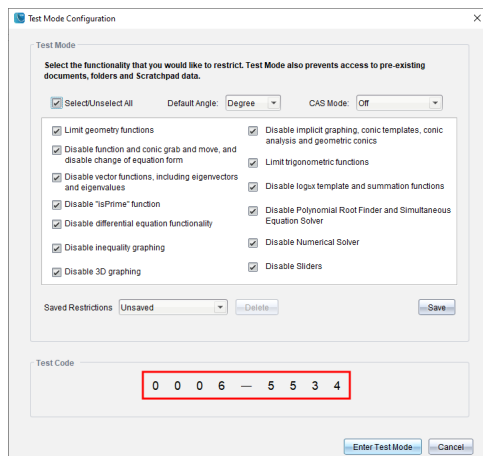 Test Mode Configuration
Test Mode
Select the functionality that you would like to restrict. Test Mode also prevents access to pre-existing
documents, folders and Scratchpad data.
Select/Unselect All Default Angle: Degree CAS Mode: Off
Limit geometry functions
Disable function and conic grab and move, and
disable change of equation form
Disable vector functions, including eigenvectors
and eigenvalues
Disable "isPrime" function
Disable differential equation functionality
Disable inequality graphing
Disable 3D graphing
Disable implicit graphing, conic templates, conic
analysis and geometric conics
Limit trigonometric functions
Disable logbx template and summation functions
Disable Polynomial Root Finder and Simultaneous
Equation Solver
Disable Numerical Solver
Disable Sliders
Saved Restrictions Unsaved Delete Save
Test Code
0 0 0 6 — 5 5 3 4
Enter Test Mode Cancel